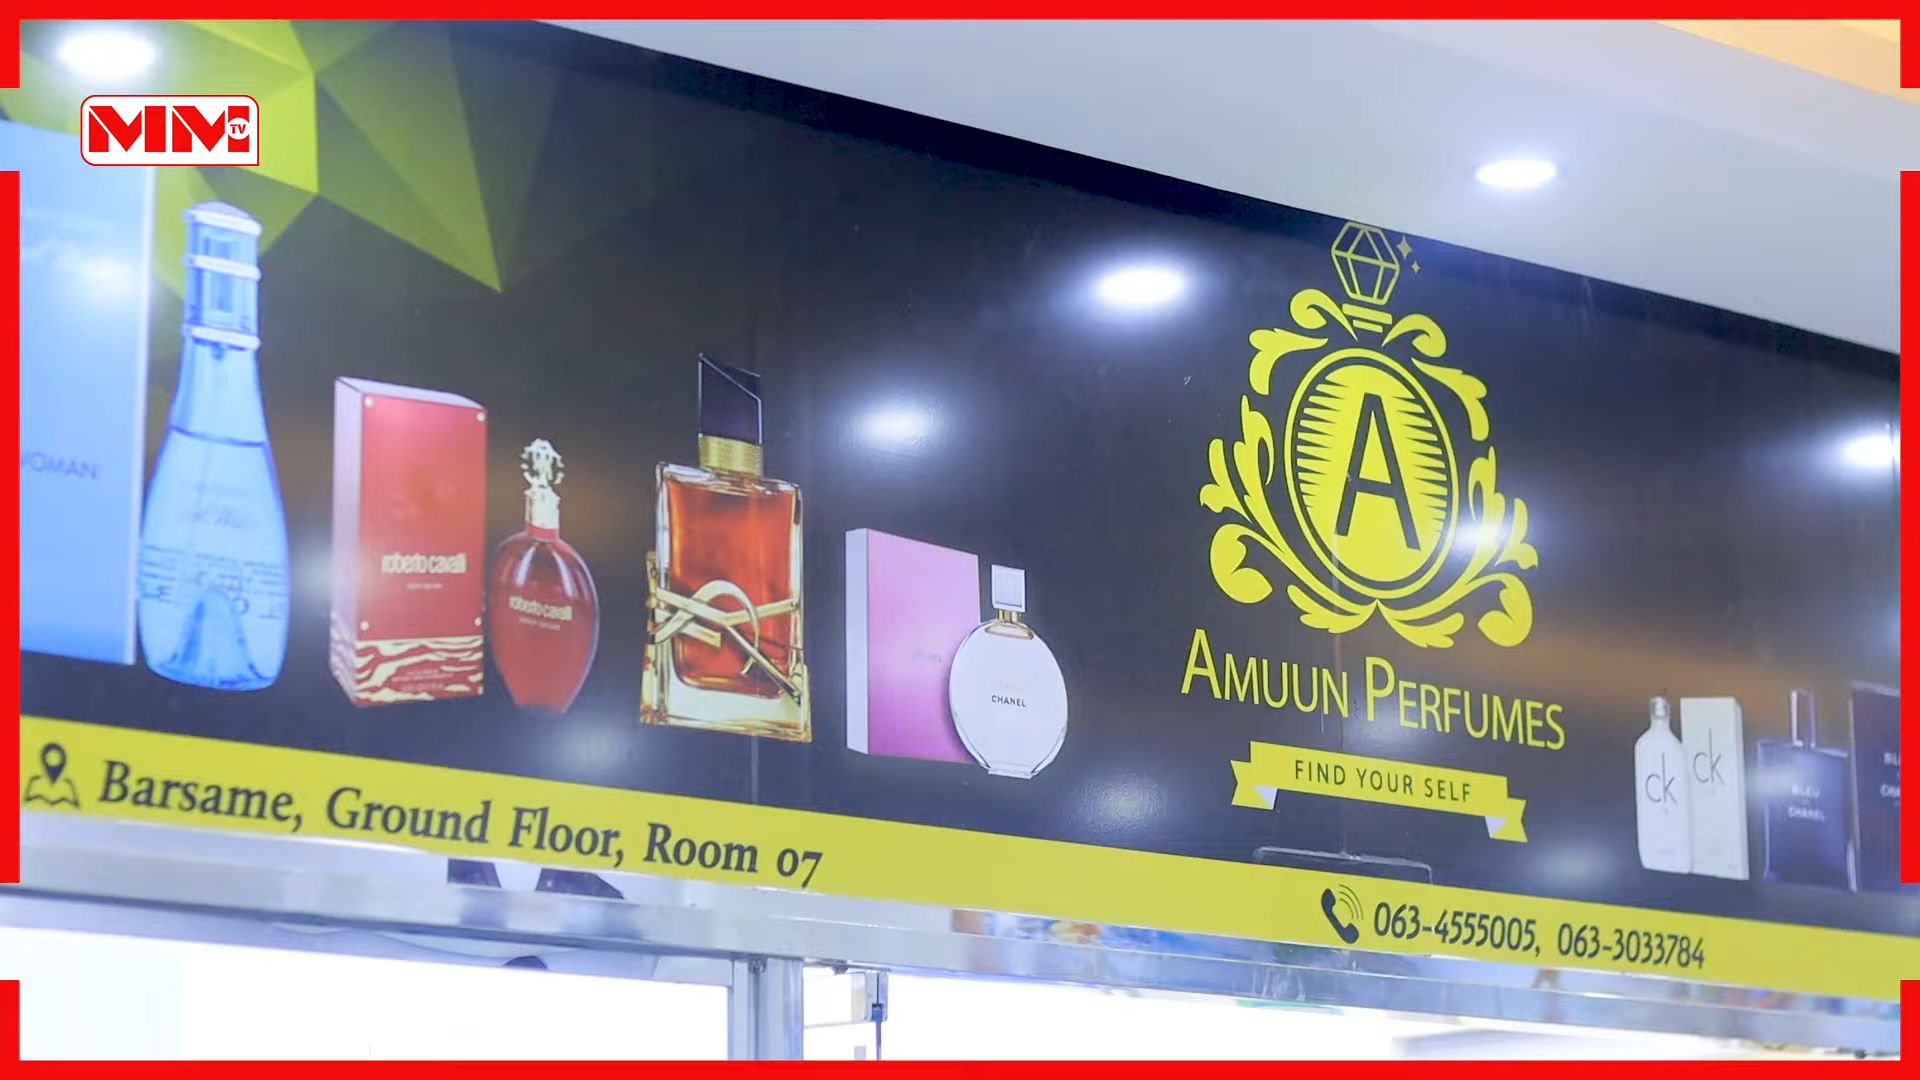 MM TV
WOMAN
roberto cavalli
roberto cavalli
CHANEL
A
AMUUN PERFUMES
FIND YOUR SELF
ck
ck
BLEU
CHANEL
Barsame, Ground Floor, Room 07
063-4555005, 063-3033784